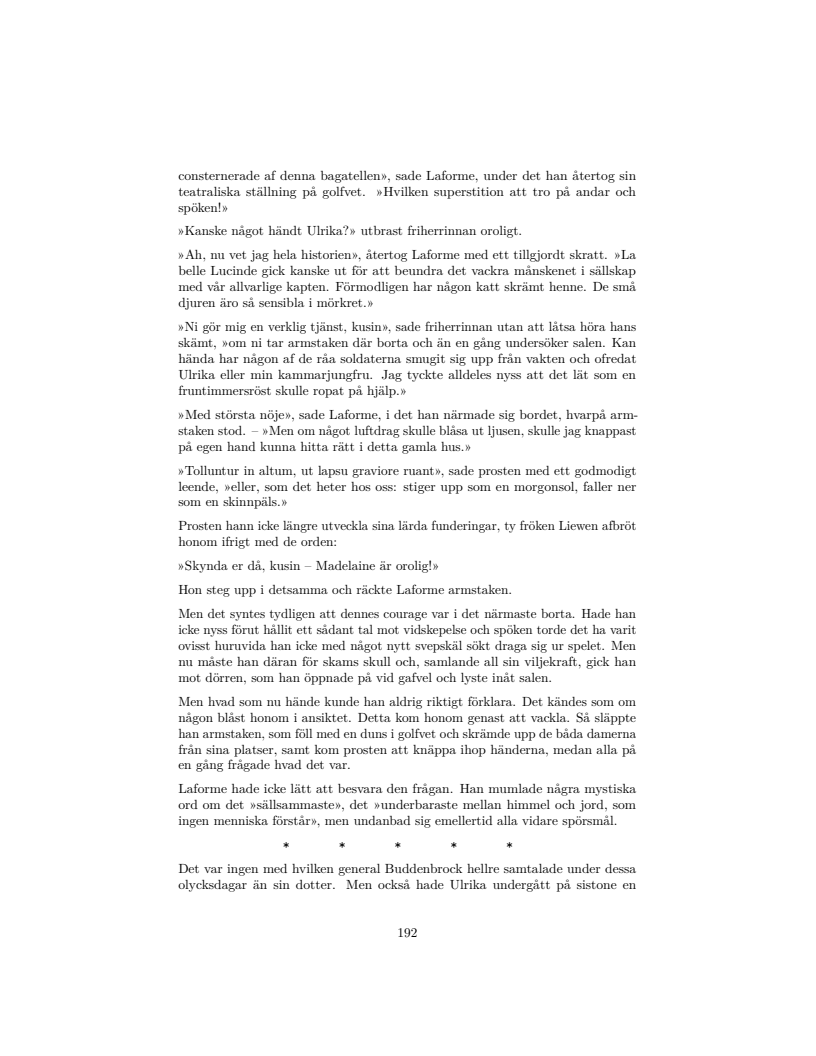 consternerade af denna bagatellen», sade Laforme, under det han återtog sin
teatraliska ställning på golfvet. »Hvilken superstition att tro på andar och
spöken!»
»Kanske något händt Ulrika?» utbrast friherrinnan oroligt.
»Ah, nu vet jag hela historien», återtog Laforme med ett tillgjordt skratt. »La
belle Lucinde gick kanske ut för att beundra det vackra månskenet i sällskap
med vår allvarlige kapten. Förmodligen har någon katt skrämt henne. De små
djuren äro så sensibla i mörkret.»
»Ni gör mig en verklig tjänst, kusin», sade friherrinnan utan att låtsa höra hans
skämt, »om ni tar armstaken där borta och än en gång undersöker salen. Kan
hända har någon af de råa soldaterna smugit sig upp från vakten och ofredat
Ulrika eller min kammarjungfru. Jag tyckte alldeles nyss att det lät som en
fruntimmersröst skulle ropat på hjälp.»
»Med största nöje», sade Laforme, i det han närmade sig bordet, hvarpå arm-
staken stod. – »Men om något luftdrag skulle blåsa ut ljusen, skulle jag knappast
på egen hand kunna hitta rätt i detta gamla hus.»
»Tolluntur in altum, ut lapsu graviore ruant», sade prosten med ett godmodigt
leende, »eller, som det heter hos oss: stiger upp som en morgonsol, faller ner
som en skinnpäls.»
Prosten hann icke längre utveckla sina lärda funderingar, ty fröken Liewen afbröt
honom ifrigt med de orden:
»Skynda er då, kusin – Madelaine är orolig!»
Hon steg upp i detsamma och räckte Laforme armstaken.
Men det syntes tydligen att dennes courage var i det närmaste borta. Hade han
icke nyss förut hållit ett sådant tal mot vidskepelse och spöken torde det ha varit
ovisst huruvida han icke med något nytt svepskäl sökt draga sig ur spelet. Men
nu måste han däran för skams skull och, samlande all sin viljekraft, gick han
mot dörren, som han öppnade på vid gafvel och lyste inåt salen.
Men hvad som nu hände kunde han aldrig riktigt förklara. Det kändes som om
någon blåst honom i ansiktet. Detta kom honom genast att vackla. Så släppte
han armstaken, som föll med en duns i golfvet och skrämde upp de båda damerna
från sina platser, samt kom prosten att knäppa ihop händerna, medan alla på
en gång frågade hvad det var.
Laforme hade icke lätt att besvara den frågan. Han mumlade några mystiska
ord om det »sällsammaste», det »underbaraste mellan himmel och jord, som
ingen menniska förstår», men undanbad sig emellertid alla vidare spörsmål.
* * * * *
Det var ingen med hvilken general Buddenbrock hellre samtalade under dessa
olycksdagar än sin dotter. Men också hade Ulrika undergått på sistone en
192